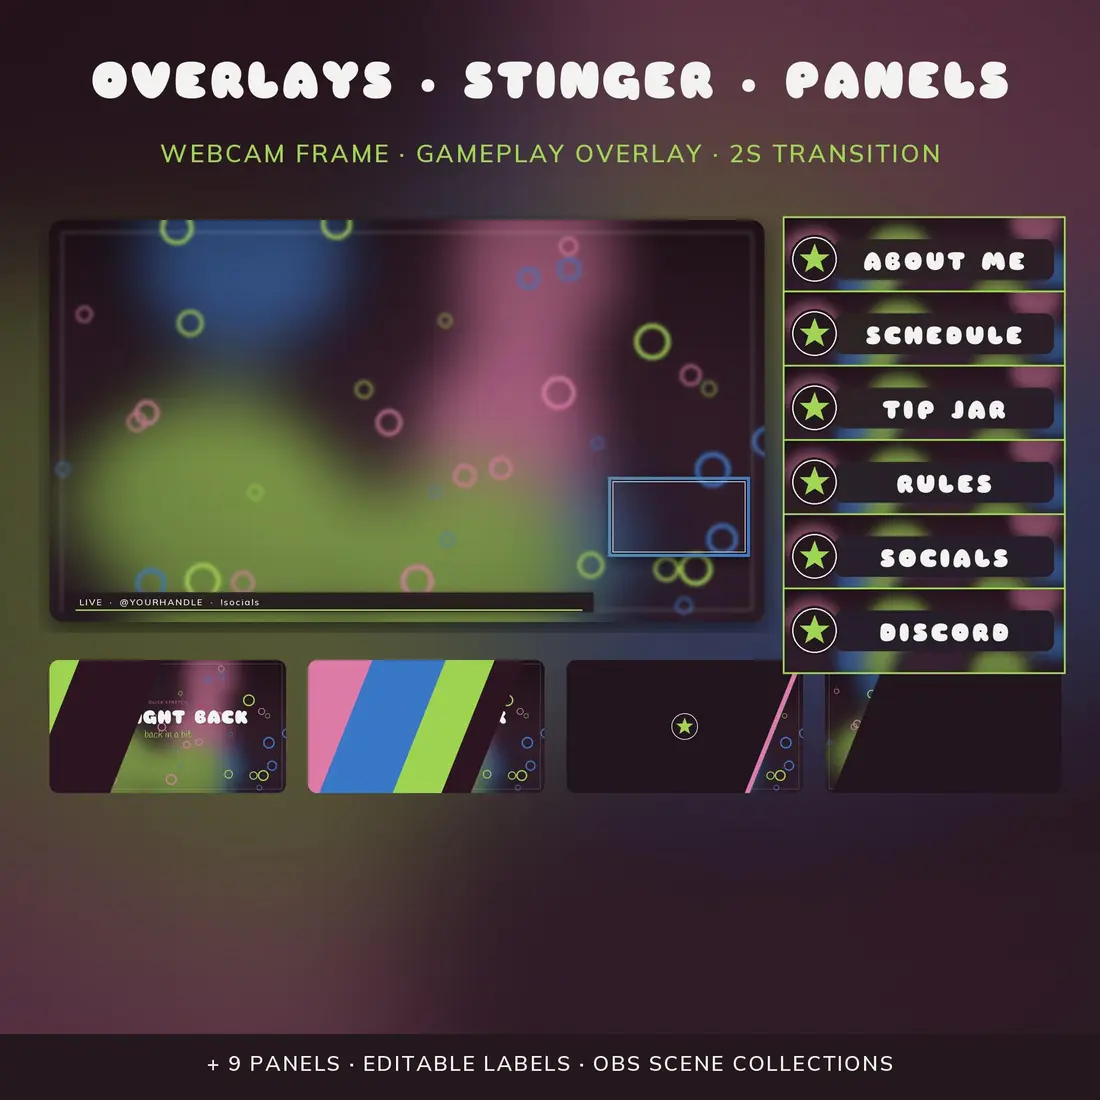 OVERLAYS · STINGER · PANELS
WEBCAM FRAME · GAMEPLAY OVERLAY · 2S TRANSITION
ABOUT ME
SCHEDULE
TIP JAR
RULES
SOCIALS
DISCORD
LIVE · @YOURHANDLE · !socials
BACK
back in a bit
+ 9 PANELS · EDITABLE LABELS · OBS SCENE COLLECTIONS